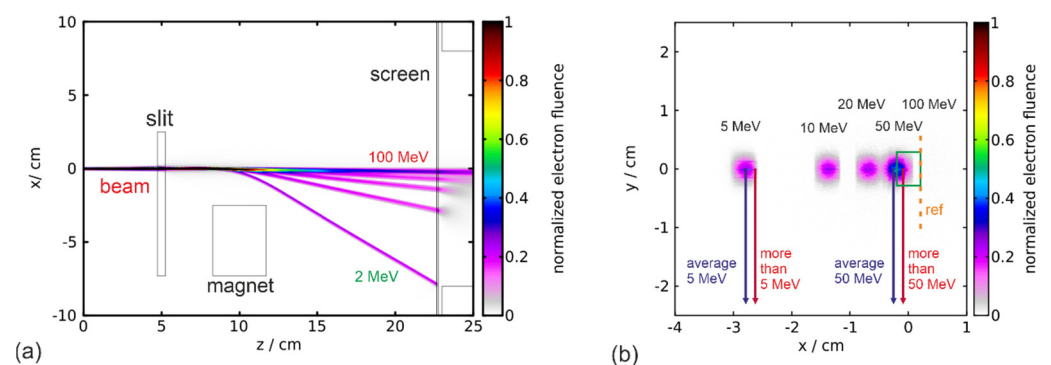 10
5
0
-5
-10
x/ cm
0
5
10
15
20
25
z / cm
slit
beam
magnet
screen
100 MeV
2 MeV
1
0.8
0.6
0.4
0.2
0
normalized electron fluence
(a)
2
1
0
-1
-2
y / cm
-4
-3
-2
-1
0
1
x / cm
20 MeV
100 MeV
5 MeV
10 MeV
50 MeV
ref
average
5 MeV
more
than
5 MeV
average
50 MeV
more
than
50 MeV
1
0.8
0.6
0.4
0.2
0
normalized electron fluence
(b)